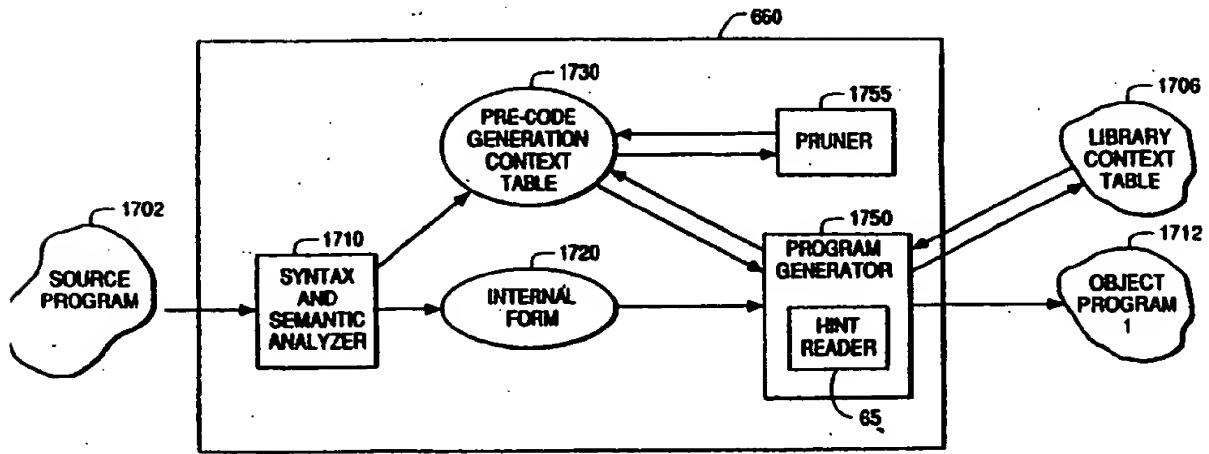 660
1730
PRE-CODE
GENERATION
CONTEXT
TABLE
1755
PRUNER
1706
LIBRARY
CONTEXT
TABLE
1702
SOURCE
PROGRAM
1710
SYNTAX
AND
SEMANTIC
ANALYZER
1720
INTERNAL
FORM
1750
PROGRAM
GENERATOR
HINT
READER
65
1712
OBJECT
PROGRAM
1